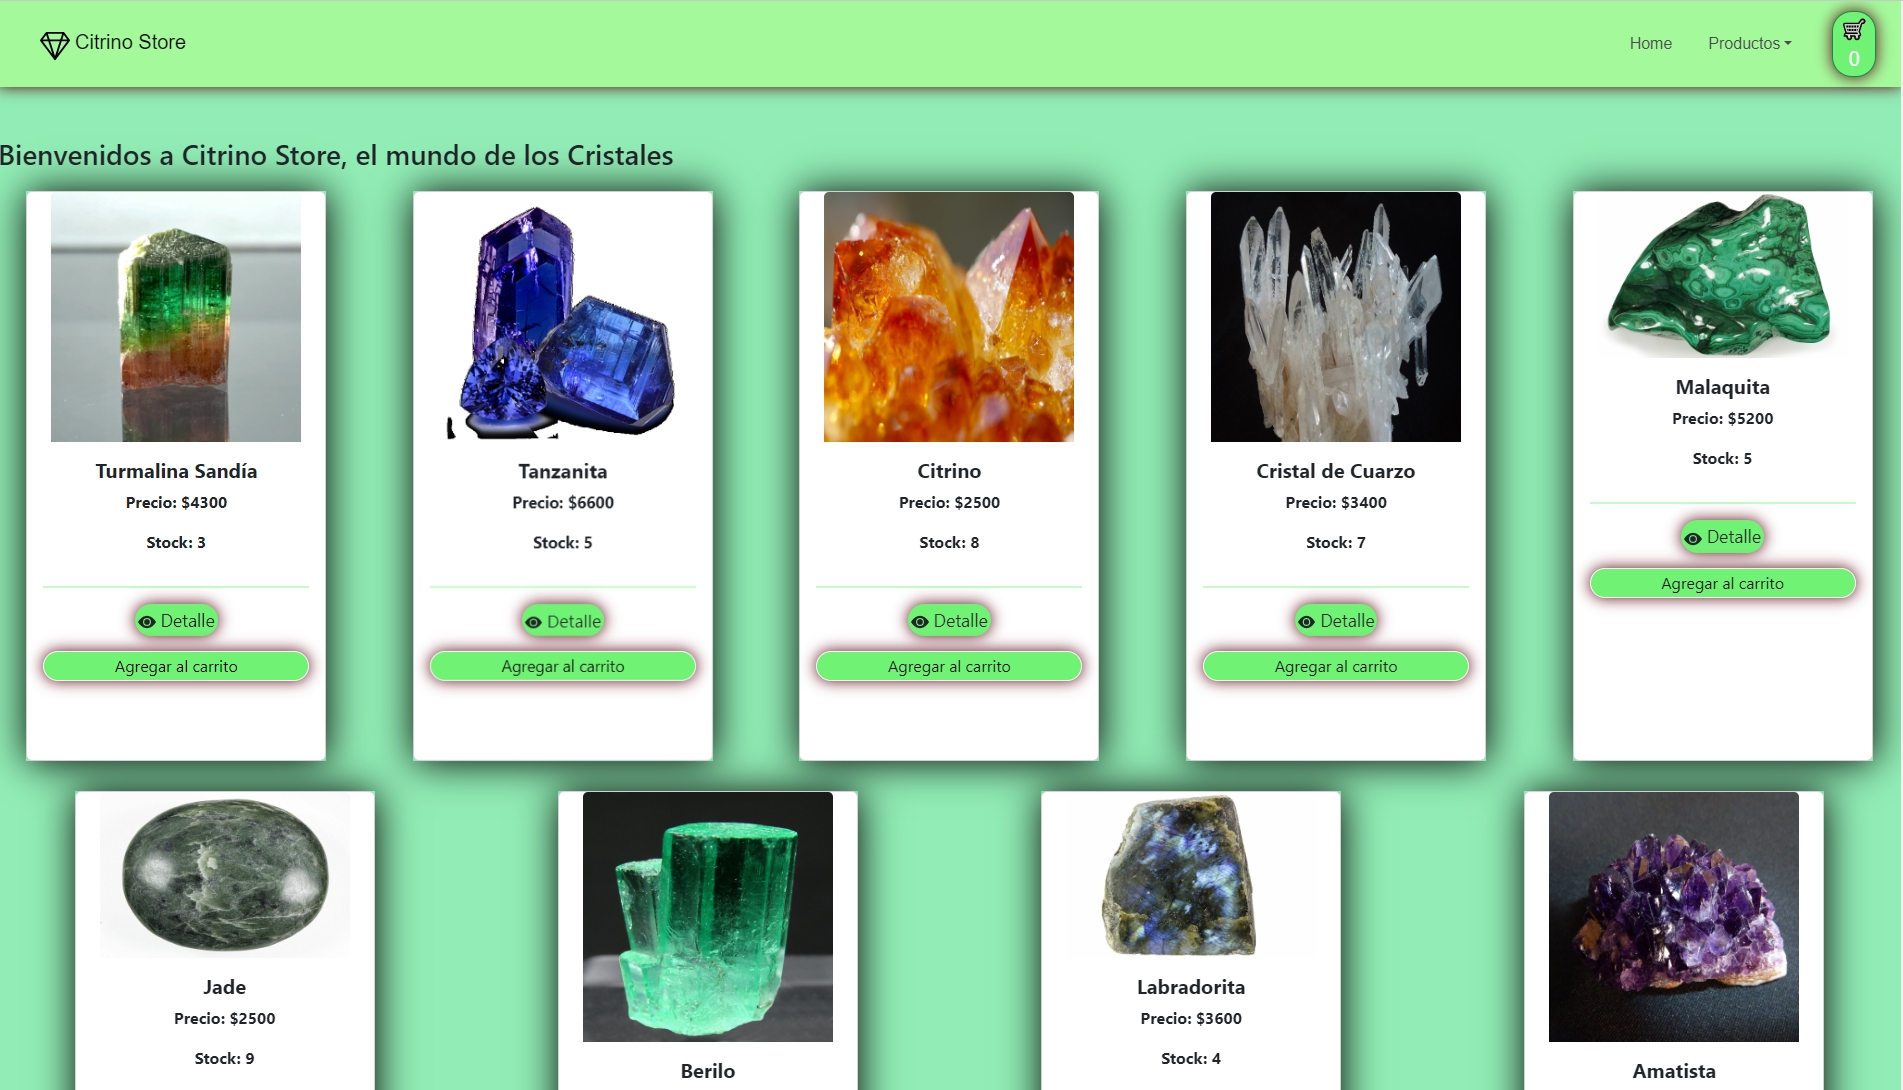 Citrino Store
Home
Productos
0
Bienvenidos a Citrino Store, el mundo de los Cristales
Turmalina Sandía
Precio: $4300
Stock: 3
Detalle
Agregar al carrito
Tanzanita
Precio: $6600
Stock: 5
Detalle
Agregar al carrito
Citrino
Precio: $2500
Stock: 8
Detalle
Agregar al carrito
Cristal de Cuarzo
Precio: $3400
Stock: 7
Detalle
Agregar al carrito
Malaquita
Precio: $5200
Stock: 5
Detalle
Agregar al carrito
Jade
Precio: $2500
Stock: 9
Berilo
Labradorita
Precio: $3600
Stock: 4
Amatista